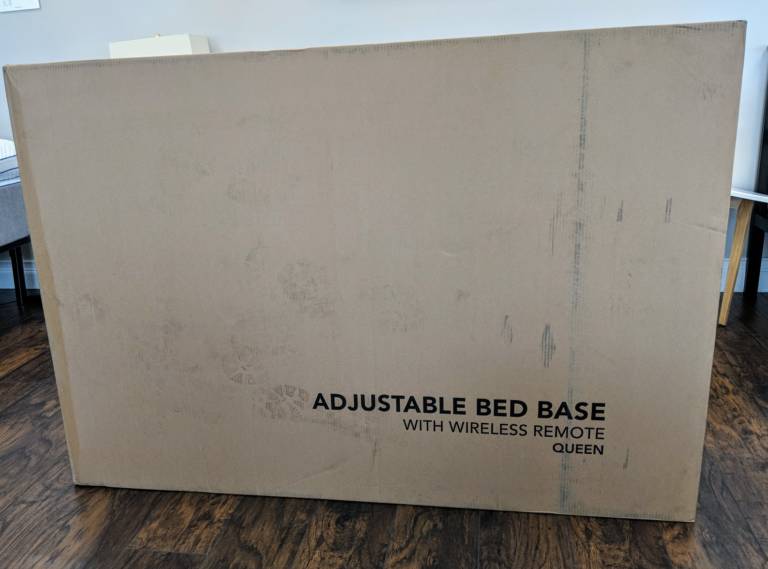 ADJUSTABLE BED BASE
WITH WIRELESS REMOTE
QUEEN